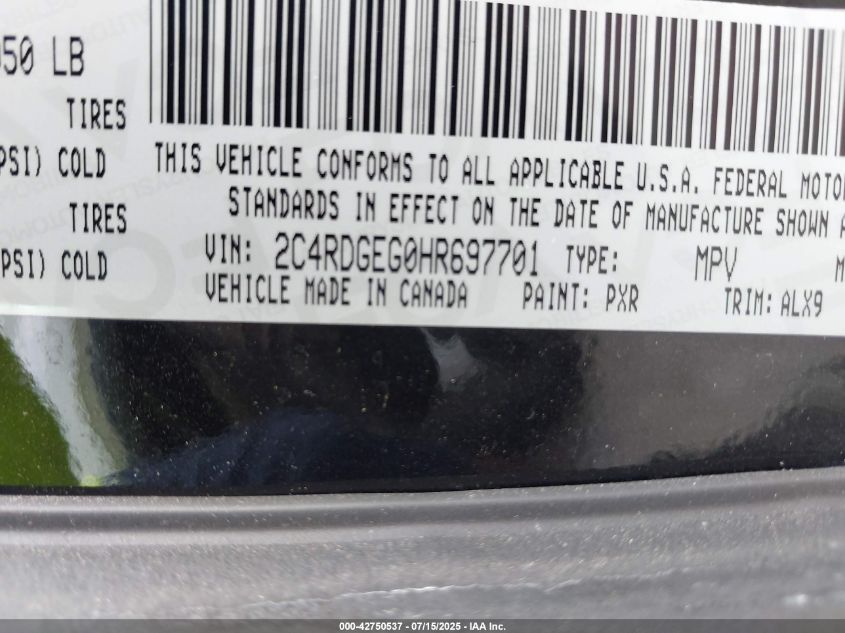 050 LB
TIRES
PSI) COLD
THIS VEHICLE CONFORMS TO ALL APPLICABLE U.S.A. FEDERAL MOTOR
TIRES
STANDARDS IN EFFECT ON THE DATE OF MANUFACTURE SHOWN A
PSI) COLD
VIN: 2C4RDGEG0HR697701 TYPE: MPV M
VEHICLE MADE IN CANADA PAINT: PXR TRIM: ALX9
000-42750537 - 07/15/2025 - IAA Inc.